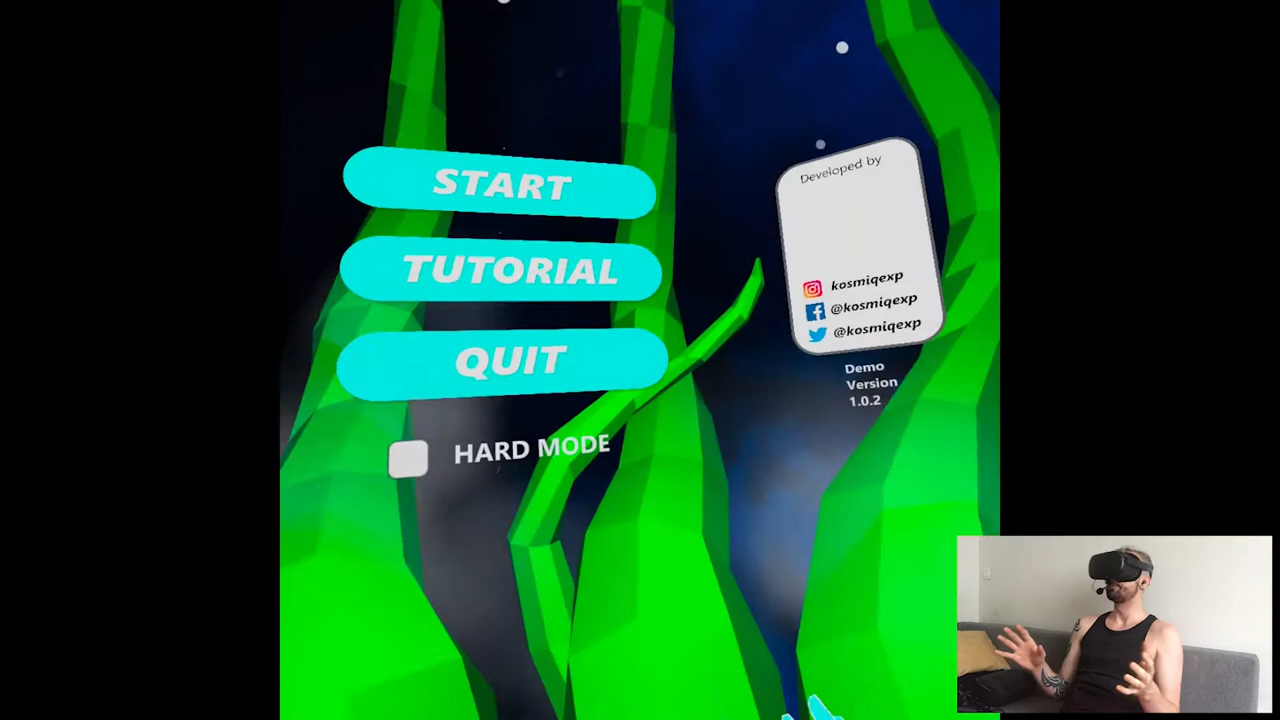 START
TUTORIAL
QUIT
HARD MODE
Developed by
kosmiqexp
@kosmiqexp
@kosmiqexp
Demo
Version
1.0.2